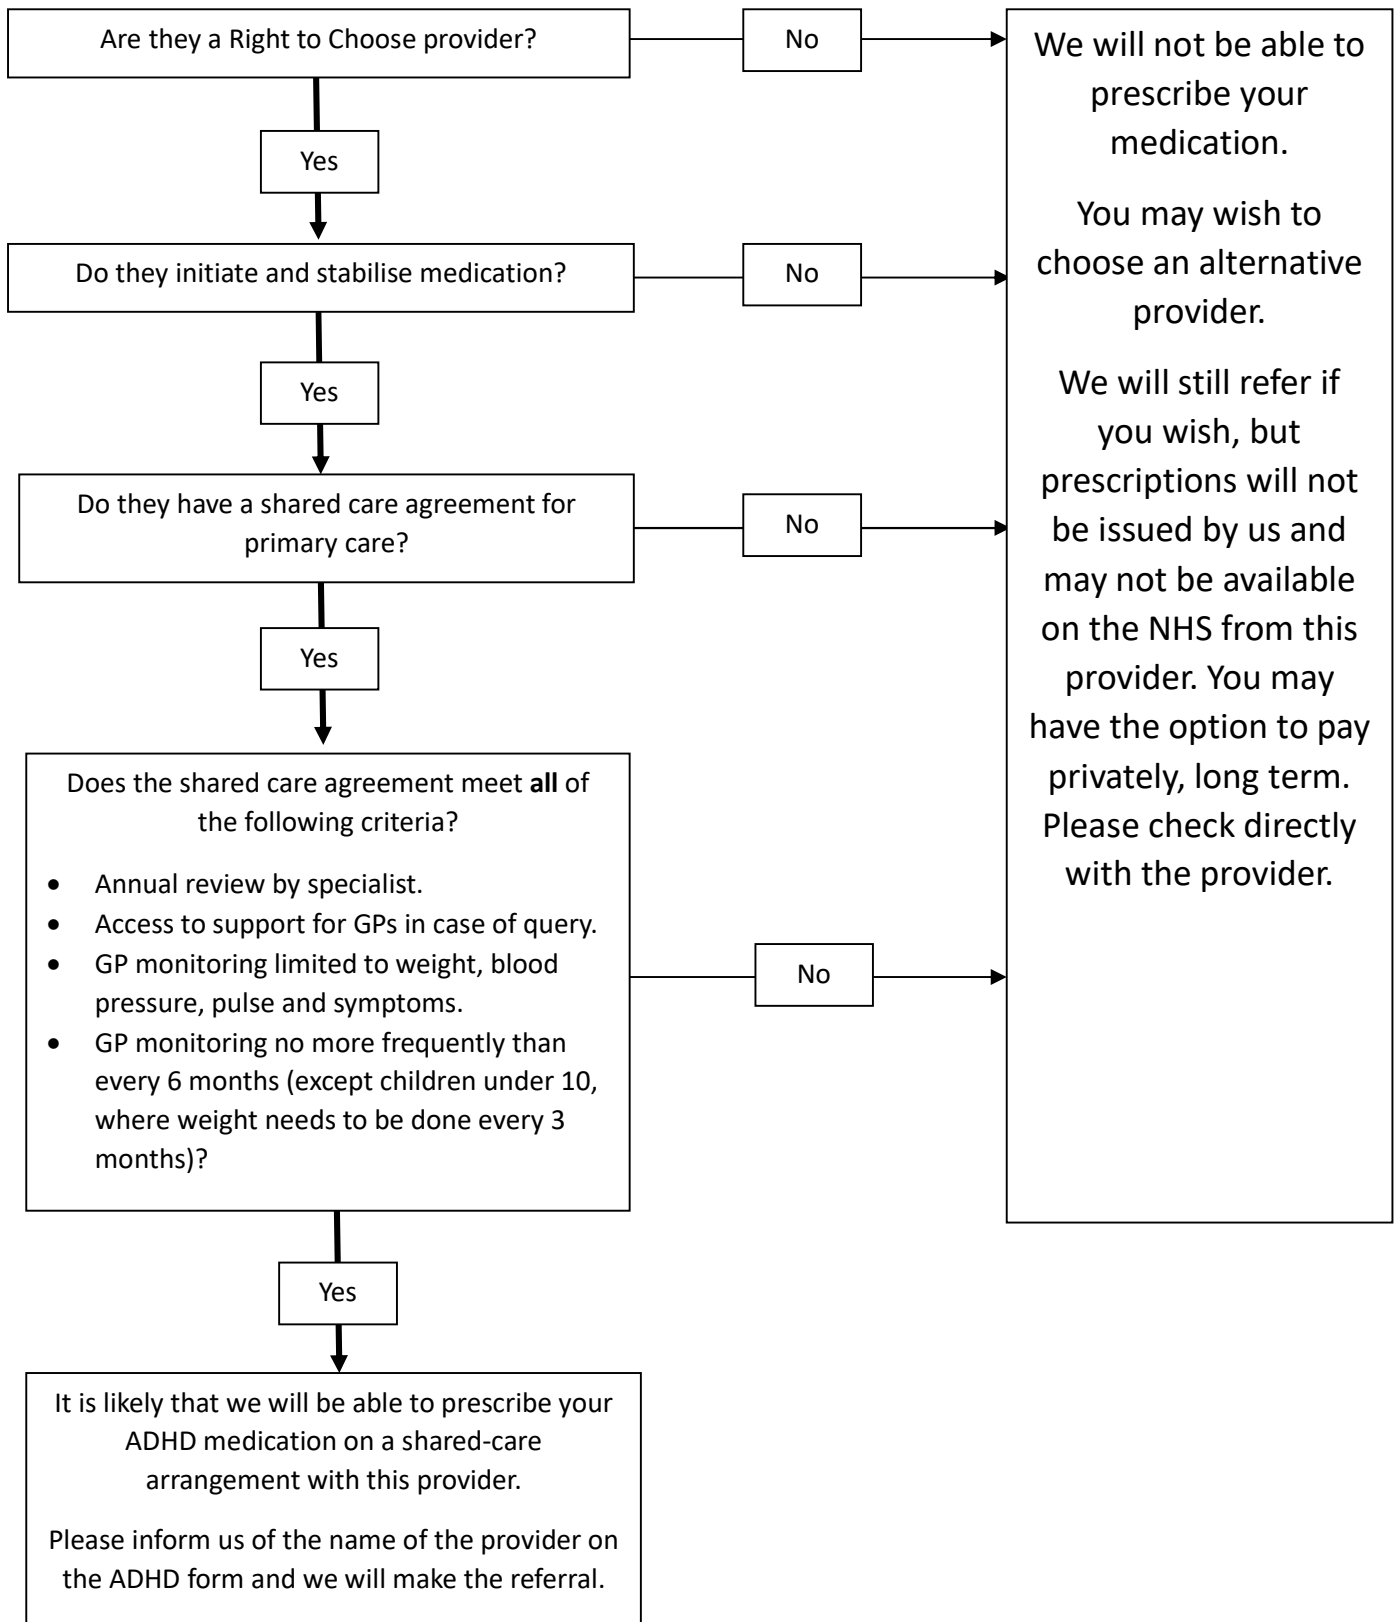 Are they a Right to Choose provider?
No
Yes
Do they initiate and stabilise medication?
No
Yes
Do they have a shared care agreement for
primary care?
No
Yes
Does the shared care agreement meet all of
the following criteria?
• Annual review by specialist.
• Access to support for GPs in case of query.
• GP monitoring limited to weight, blood
pressure, pulse and symptoms.
• GP monitoring no more frequently than
every 6 months (except children under 10,
where weight needs to be done every 3
months)?
No
Yes
It is likely that we will be able to prescribe your
ADHD medication on a shared-care
arrangement with this provider.
Please inform us of the name of the provider on
the ADHD form and we will make the referral.
We will not be able to
prescribe your
medication.
You may wish to
choose an alternative
provider.
We will still refer if
you wish, but
prescriptions will not
be issued by us and
may not be available
on the NHS from this
provider. You may
have the option to pay
privately, long term.
Please check directly
with the provider.